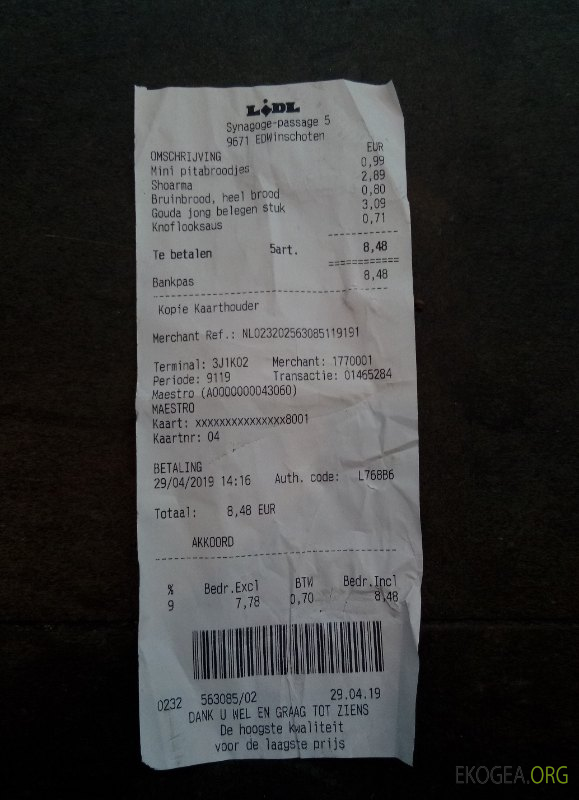 LIDL
Synagoge-passage 5
9671 EDWinschoten
OMSCHRIJVING EUR
Mini pitabroodjes 0,99
Shoarma 2,89
Bruinbrood, heel brood 0,80
Gouda jong belegen stuk 3,09
Knoflooksaus 0,71
Te betalen 5art. 8,48
Bankpas 8,48
Kopie Kaarthouder
Merchant Ref.: NL023202563085119191
Terminal: 3J1K02 Merchant: 1770001
Periode: 9119 Transactie: 01465284
Maestro (A0000000043060)
MAESTRO
Kaart: xxxxxxxxxxxxxxx8001
Kaartnr: 04
BETALING
29/04/2019 14:16 Auth. code: L768B6
Totaal: 8,48 EUR
AKKOORD
% Bedr.Excl BTW Bedr.Incl
9 7,78 0,70 8,48
0232 563085/02 29.04.19
DANK U WEL EN GRAAG TOT ZIENS
De hoogste kwaliteit
voor de laagste prijs
EKOGEA.ORG